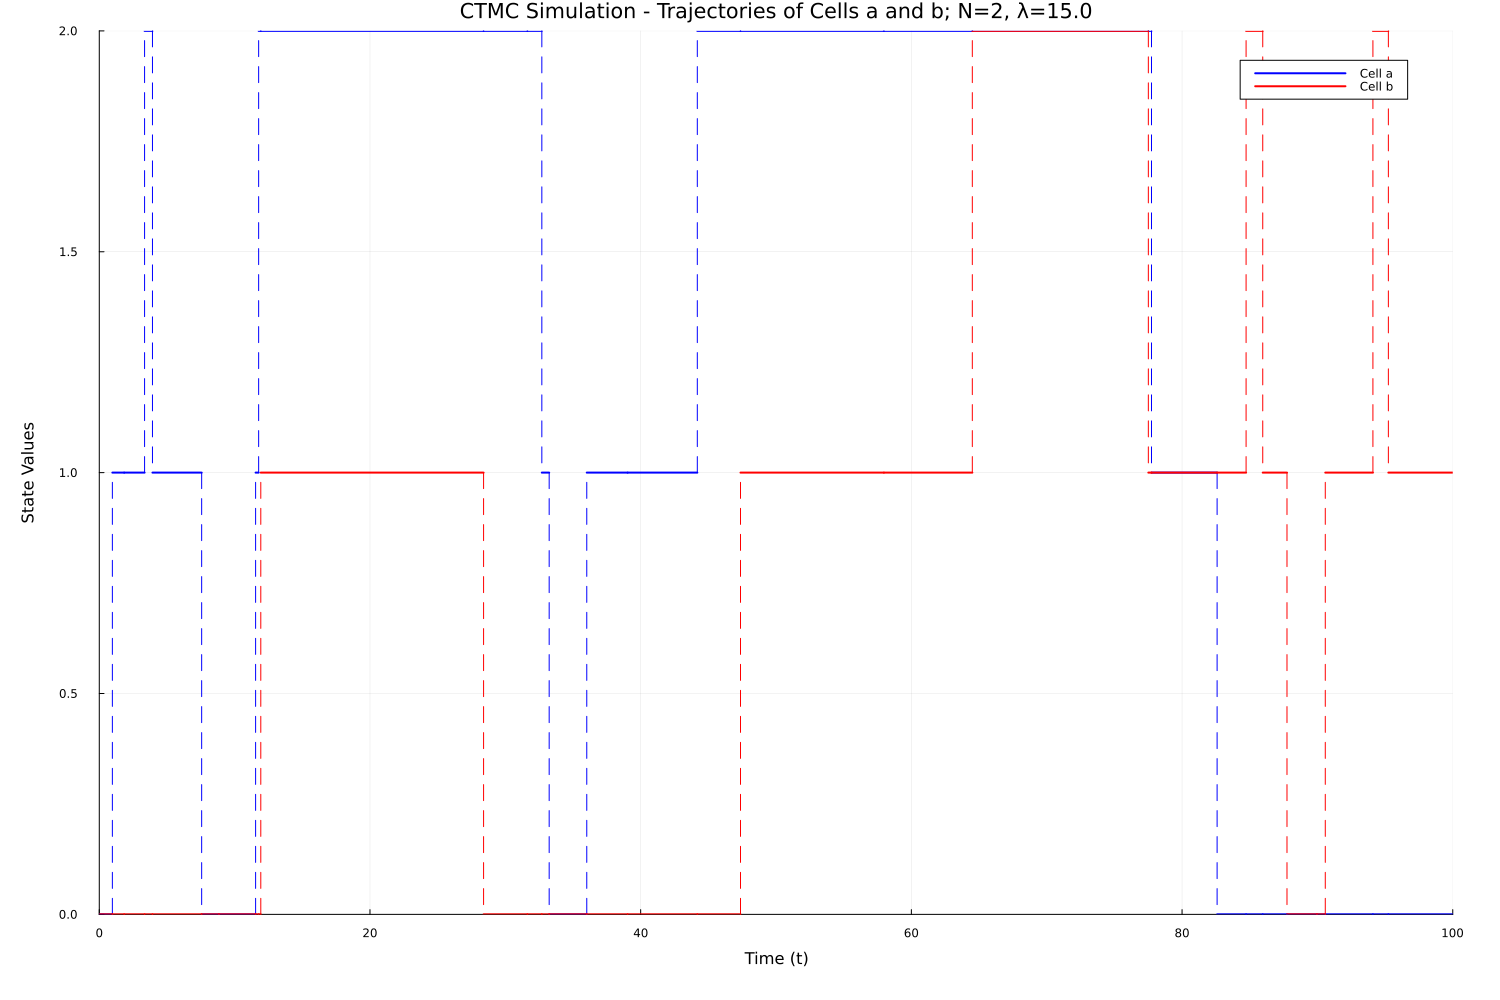 CTMC Simulation - Trajectories of Cells a and b; N=2, λ=15.0
2.0
Cell a
Cell b
1.5
1.0
State Values
0.5
0.0
0 20 40 60 80 100
Time (t)